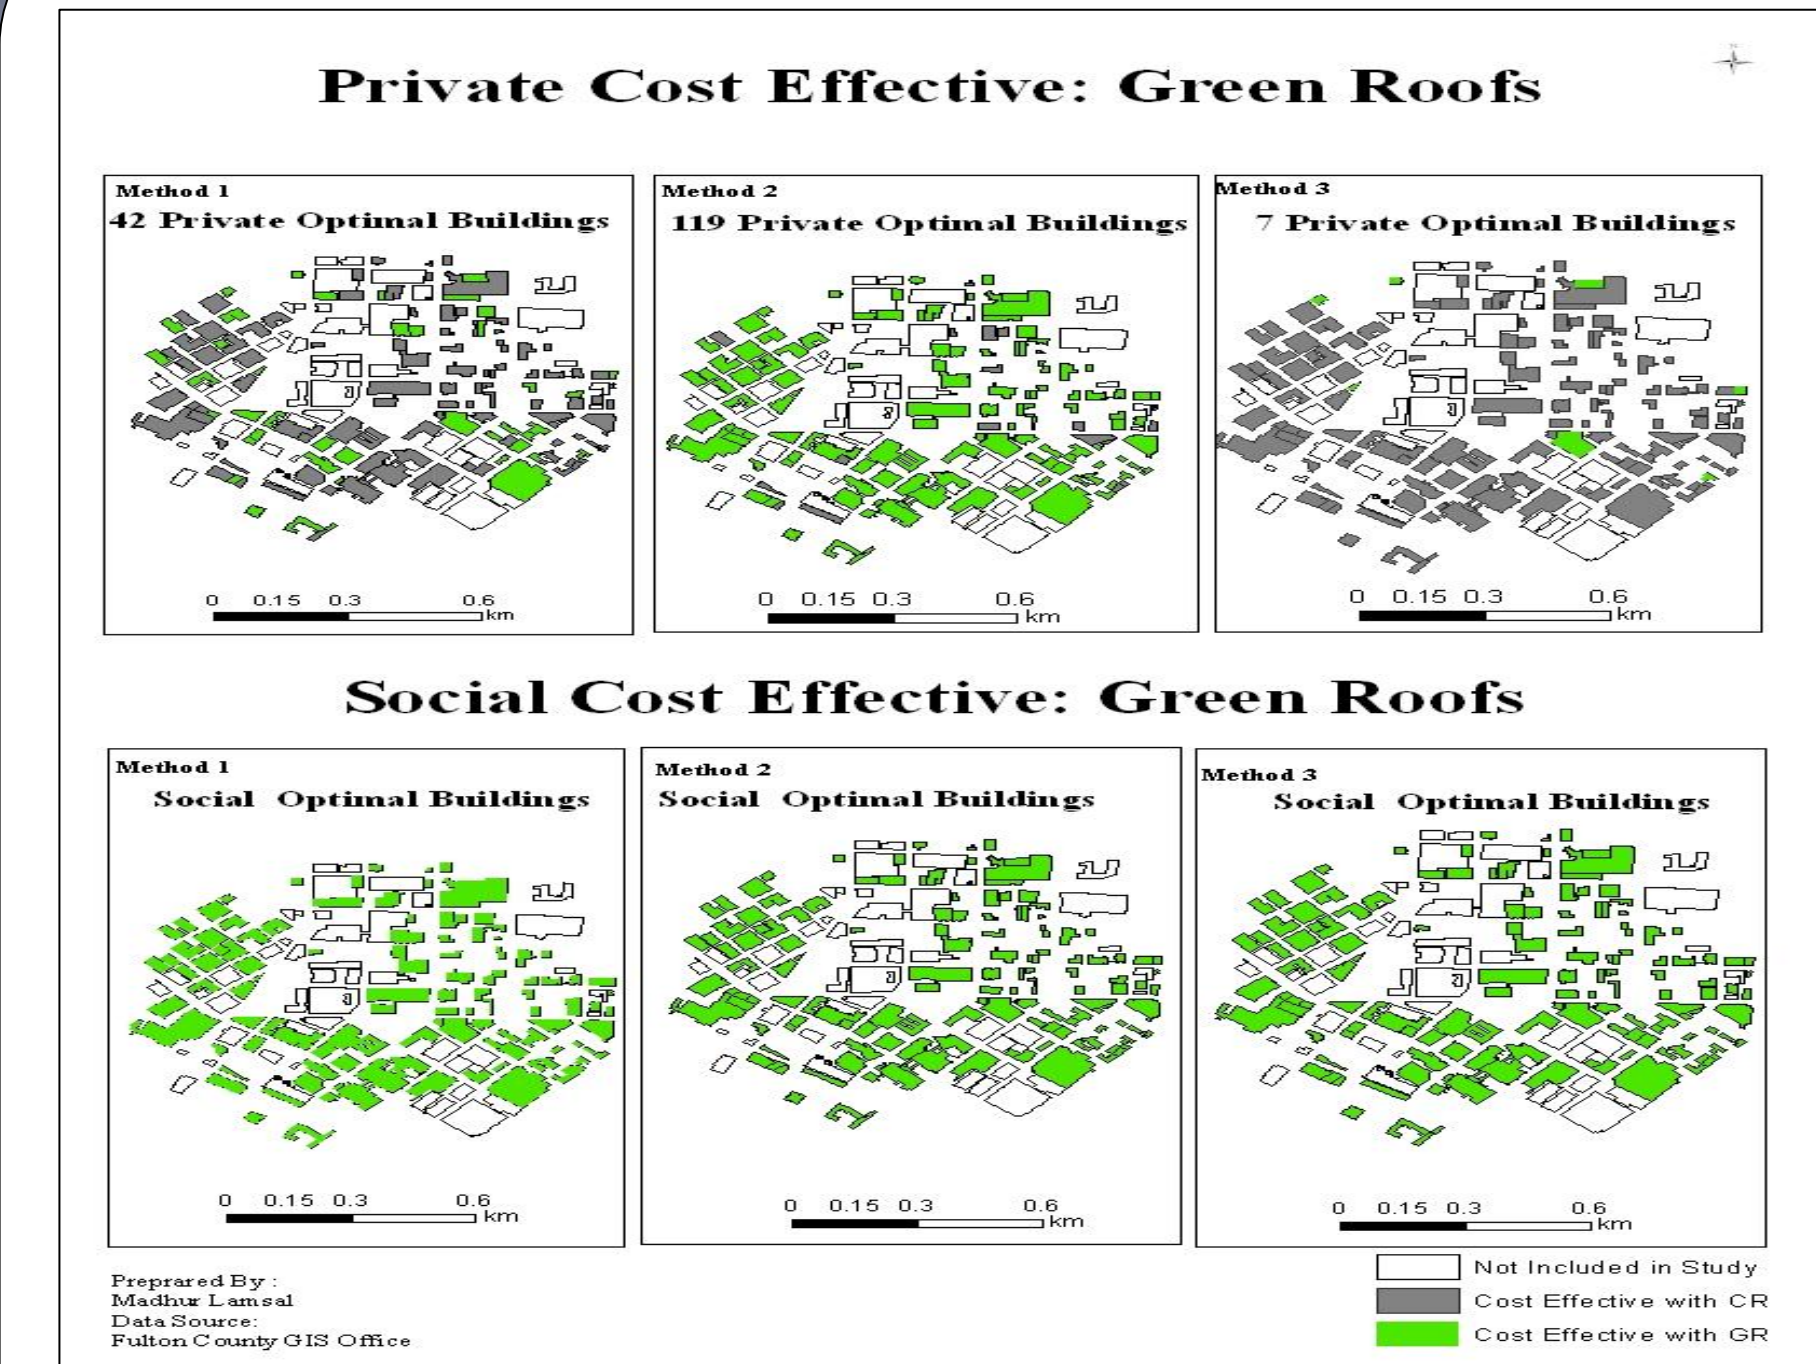 Private Cost Effective: Green Roofs
N
Method 1
42 Private Optimal Buildings
0 0.15 0.3 0.6
km
Method 2
119 Private Optimal Buildings
0 0.15 0.3 0.6
km
Method 3
7 Private Optimal Buildings
0 0.15 0.3 0.6
km
Social Cost Effective: Green Roofs
Method 1
Social Optimal Buildings
0 0.15 0.3 0.6
km
Method 2
Social Optimal Buildings
0 0.15 0.3 0.6
km
Method 3
Social Optimal Buildings
0 0.15 0.3 0.6
km
Preprared By :
Madhur Lamsal
Data Source:
Fulton County GIS Office
Not Included in Study
Cost Effective with CR
Cost Effective with GR